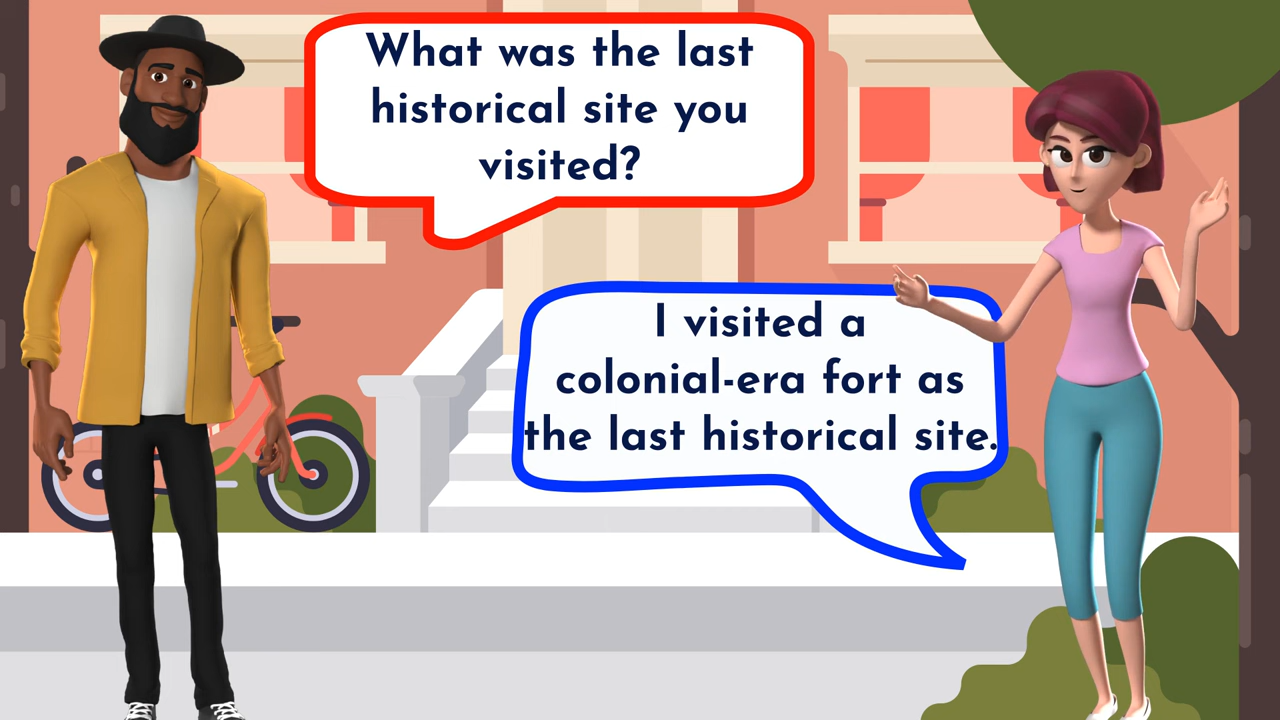 What was the last
historical site you
visited?
I visited a
colonial-era fort as
the last historical site.